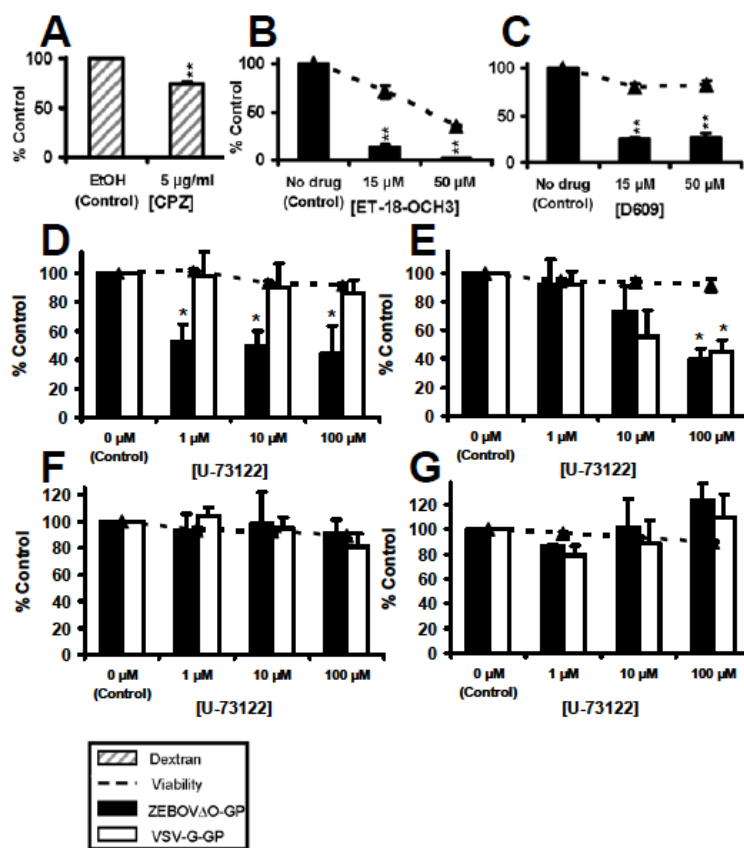 A
% Control
100
50
0
**
EtOH
(Control)
5 µg/ml
[CPZ]
B
100
50
0
**
**
No drug
(Control)
15 µM
50 µM
[ET-18-OCH3]
C
100
50
0
**
**
No drug
(Control)
15 µM
50 µM
[D609]
D
% Control
100
80
60
40
20
0
*
*
*
0 µM
(Control)
1 µM
10 µM
100 µM
[U-73122]
E
% Control
100
80
60
40
20
0
*
*
0 µM
(Control)
1 µM
10 µM
100 µM
[U-73122]
F
% Control
120
100
80
60
40
20
0
0 µM
(Control)
1 µM
10 µM
100 µM
[U-73122]
G
% Control
120
100
80
60
40
20
0
0 µM
(Control)
1 µM
10 µM
100 µM
[U-73122]
Dextran
Viability
ZEBOVΔO-GP
VSV-G-GP